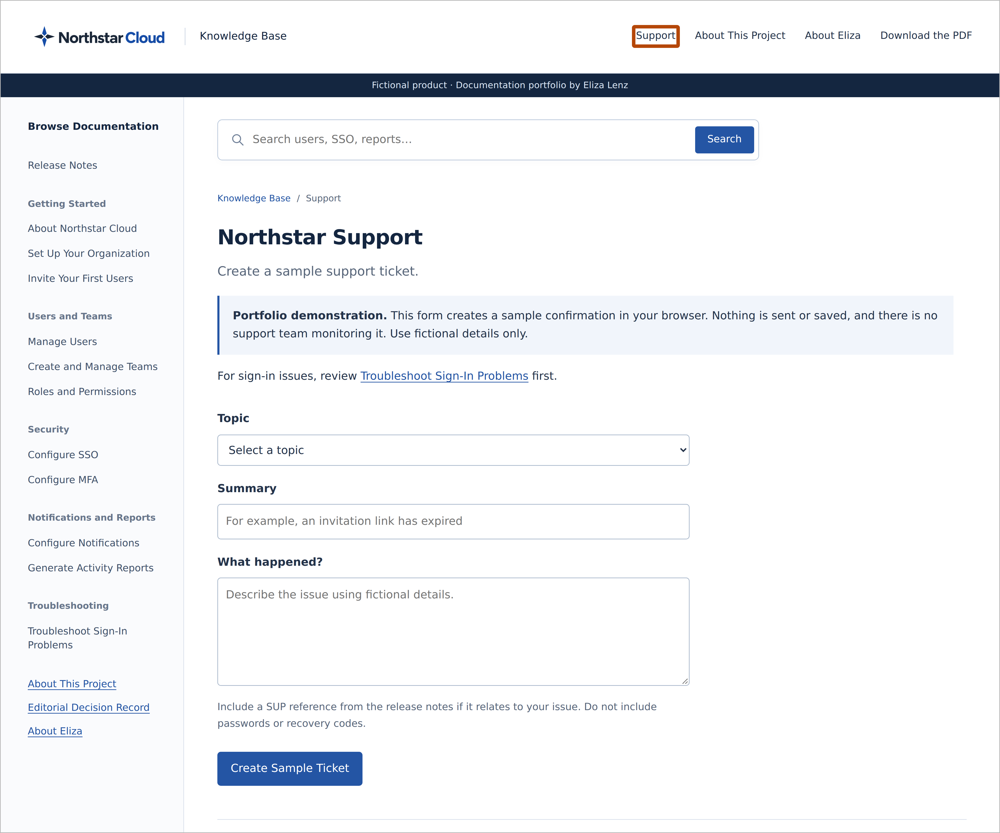 Northstar Cloud
Knowledge Base
Support
About This Project
About Eliza
Download the PDF
Fictional product · Documentation portfolio by Eliza Lenz
Browse Documentation
Release Notes
Getting Started
About Northstar Cloud
Set Up Your Organization
Invite Your First Users
Users and Teams
Manage Users
Create and Manage Teams
Roles and Permissions
Security
Configure SSO
Configure MFA
Notifications and Reports
Configure Notifications
Generate Activity Reports
Troubleshooting
Troubleshoot Sign-In
Problems
About This Project
Editorial Decision Record
About Eliza
Search users, SSO, reports...
Search
Knowledge Base / Support
Northstar Support
Create a sample support ticket.
Portfolio demonstration. This form creates a sample confirmation in your browser. Nothing is sent or saved, and there is no
support team monitoring it. Use fictional details only.
For sign-in issues, review Troubleshoot Sign-In Problems first.
Topic
Select a topic
Summary
For example, an invitation link has expired
What happened?
Describe the issue using fictional details.
Include a SUP reference from the release notes if it relates to your issue. Do not include
passwords or recovery codes.
Create Sample Ticket